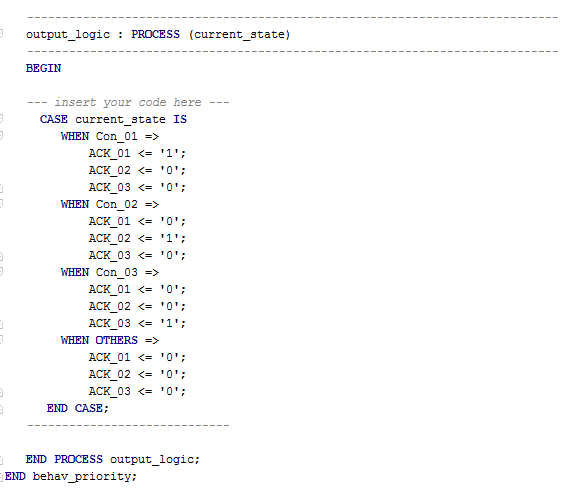 ----------------------------------------------------------------------------
output_logic : PROCESS (current_state)
----------------------------------------------------------------------------
BEGIN
--- insert your code here ---
CASE current_state IS
WHEN Con_01 =>
ACK_01 <= '1';
ACK_02 <= '0';
ACK_03 <= '0';
WHEN Con_02 =>
ACK_01 <= '0';
ACK_02 <= '1';
ACK_03 <= '0';
WHEN Con_03 =>
ACK_01 <= '0';
ACK_02 <= '0';
ACK_03 <= '1';
WHEN OTHERS =>
ACK_01 <= '0';
ACK_02 <= '0';
ACK_03 <= '0';
END CASE;
-----------------------------
END PROCESS output_logic;
END behav_priority;